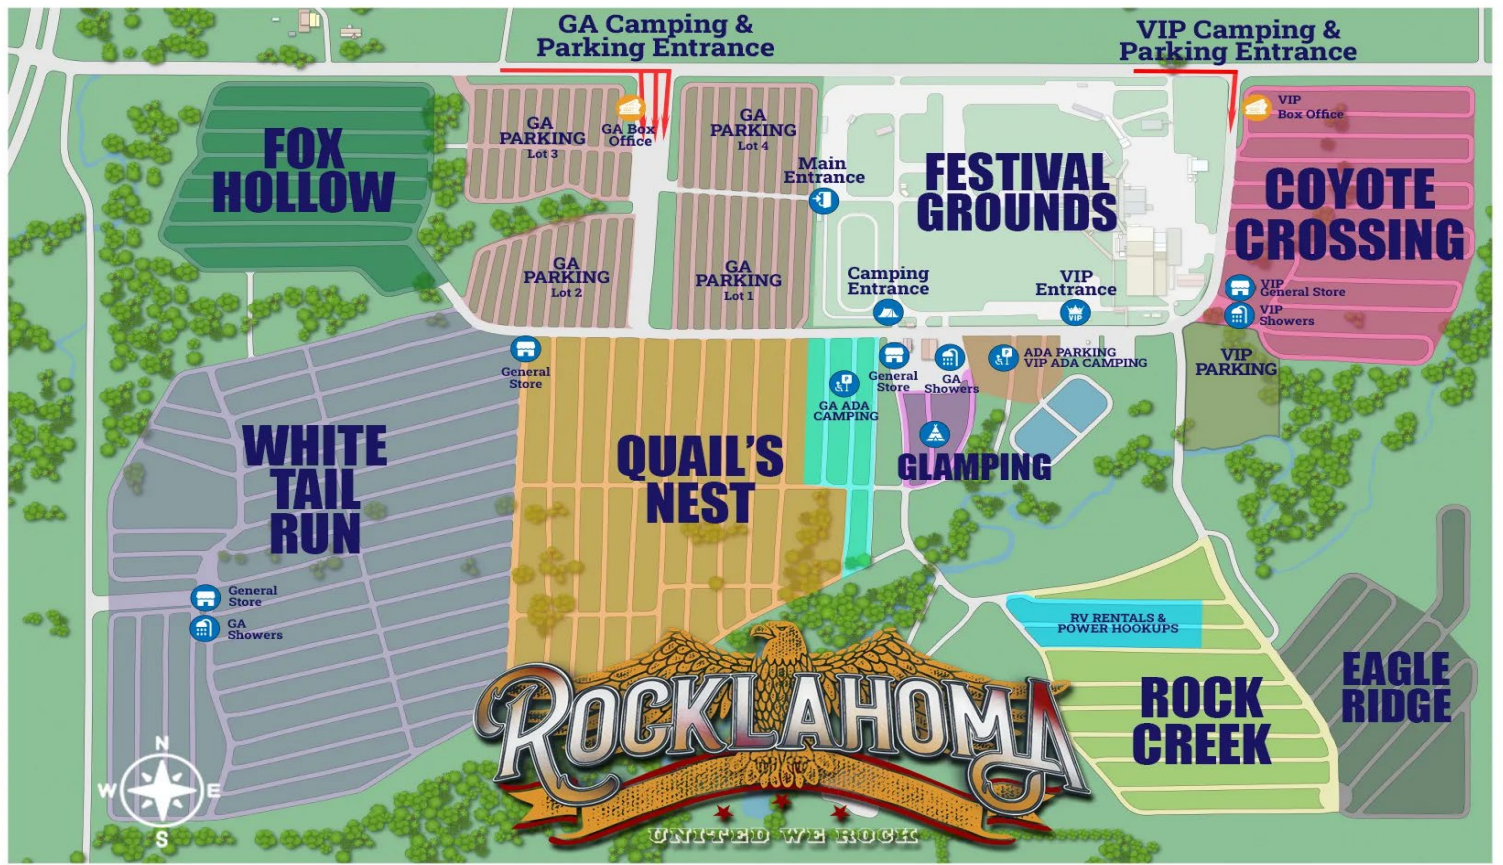 GA Camping &
Parking Entrance
VIP Camping &
Parking Entrance
FOX
HOLLOW
GA
PARKING
Lot 3
GA Box
Office
GA
PARKING
Lot 4
Main
Entrance
FESTIVAL
GROUNDS
VIP
Box Office
COYOTE
CROSSING
GA
PARKING
Lot 2
GA
PARKING
Lot 1
Camping
Entrance
VIP
Entrance
VIP
VIP
General Store
VIP
Showers
General
Store
P
GA ADA
CAMPING
General
Store
GA
Showers
P
ADA PARKING
VIP ADA CAMPING
VIP
PARKING
WHITE
TAIL
RUN
QUAIL'S
NEST
GLAMPING
General
Store
GA
Showers
RV RENTALS &
POWER HOOKUPS
ROCK
CREEK
EAGLE
RIDGE
N
W E
S
ROCKLAHOMA
UNITED WE ROCK